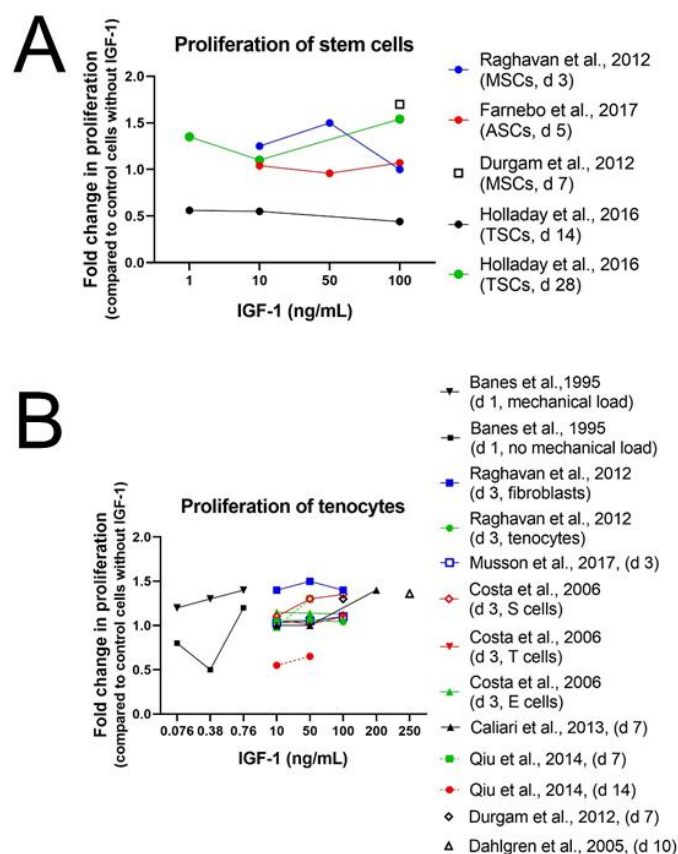 A
Proliferation of stem cells
Fold change in proliferation
(compared to control cells without IGF-1)
2.0
1.5
1.0
0.5
0.0
1 10 50 100
IGF-1 (ng/mL)
Raghavan et al., 2012
(MSCs, d 3)
Farnebo et al., 2017
(ASCs, d 5)
Durgam et al., 2012
(MSCs, d 7)
Holladay et al., 2016
(TSCs, d 14)
Holladay et al., 2016
(TSCs, d 28)
B
Proliferation of tenocytes
Fold change in proliferation
(compared to control cells without IGF-1)
2.0
1.5
1.0
0.5
0.0
0.076 0.38 0.76 10 50 100 200 250
IGF-1 (ng/mL)
Banes et al.,1995
(d 1, mechanical load)
Banes et al., 1995
(d 1, no mechanical load)
Raghavan et al., 2012
(d 3, fibroblasts)
Raghavan et al., 2012
(d 3, tenocytes)
Musson et al., 2017, (d 3)
Costa et al., 2006
(d 3, S cells)
Costa et al., 2006
(d 3, T cells)
Costa et al., 2006
(d 3, E cells)
Caliari et al., 2013, (d 7)
Qiu et al., 2014, (d 7)
Qiu et al., 2014, (d 14)
Durgam et al., 2012, (d 7)
Dahlgren et al., 2005, (d 10)